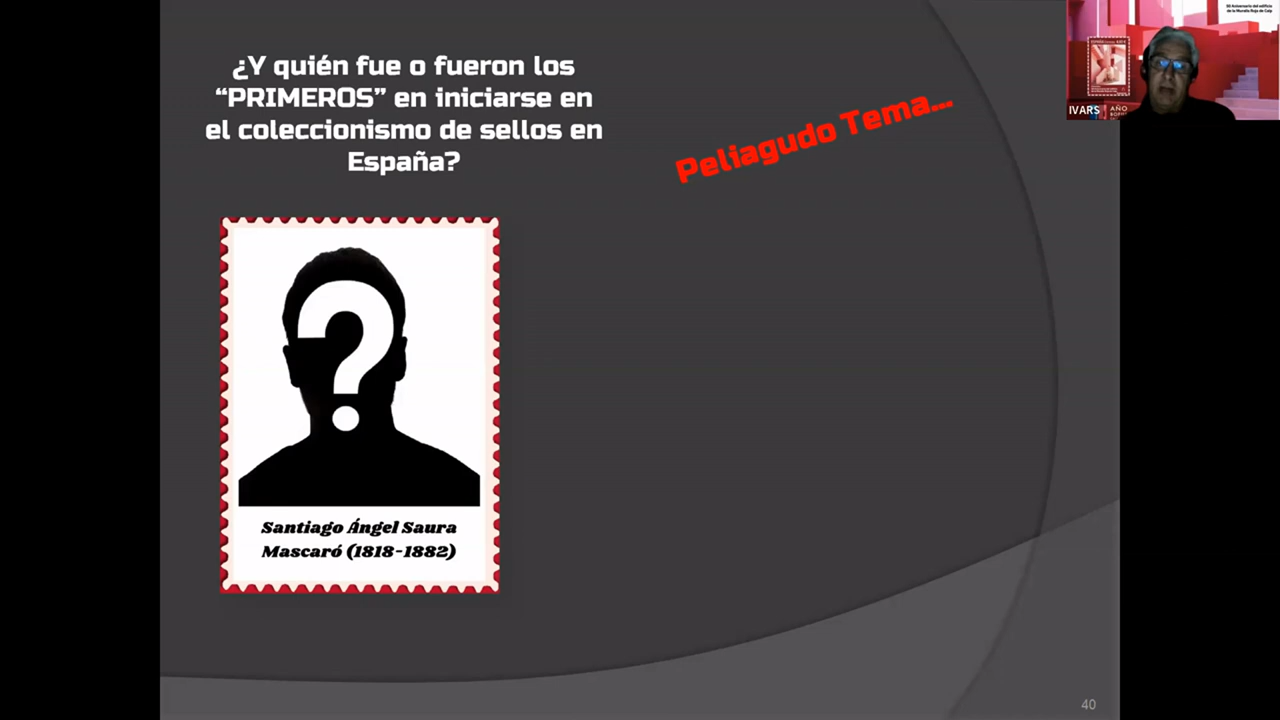 ¿Y quién fue o fueron los
“PRIMEROS” en iniciarse en
el coleccionismo de sellos en
España?
Peliagudo Tema...
?
Santiago Ángel Saura
Mascaró (1818-1882)
40
IVARS
AÑO